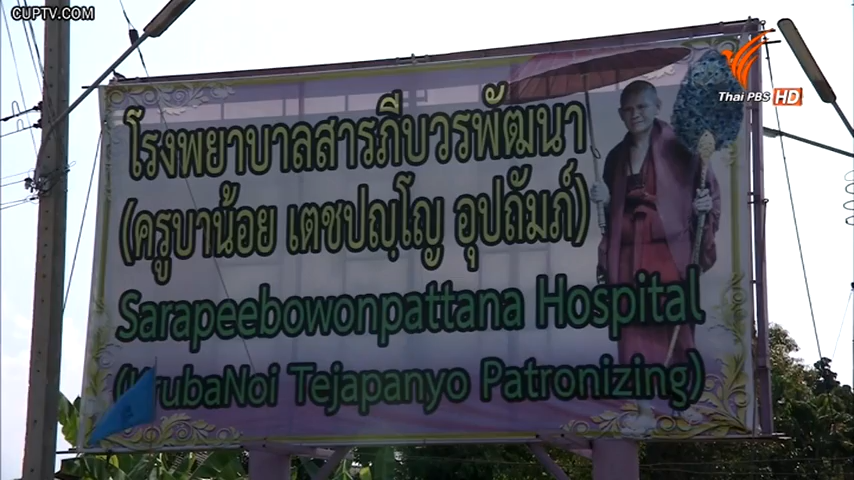 CUPTV.COM
Thai PBS HD
โรงพยาบาลสารภีบวรพัฒนา
(ครูบาน้อย เตชปญฺโญ อุปถัมภ์)
Sarapeebowonpattana Hospital
(KrubaNoi Tejapanyo Patronizing)